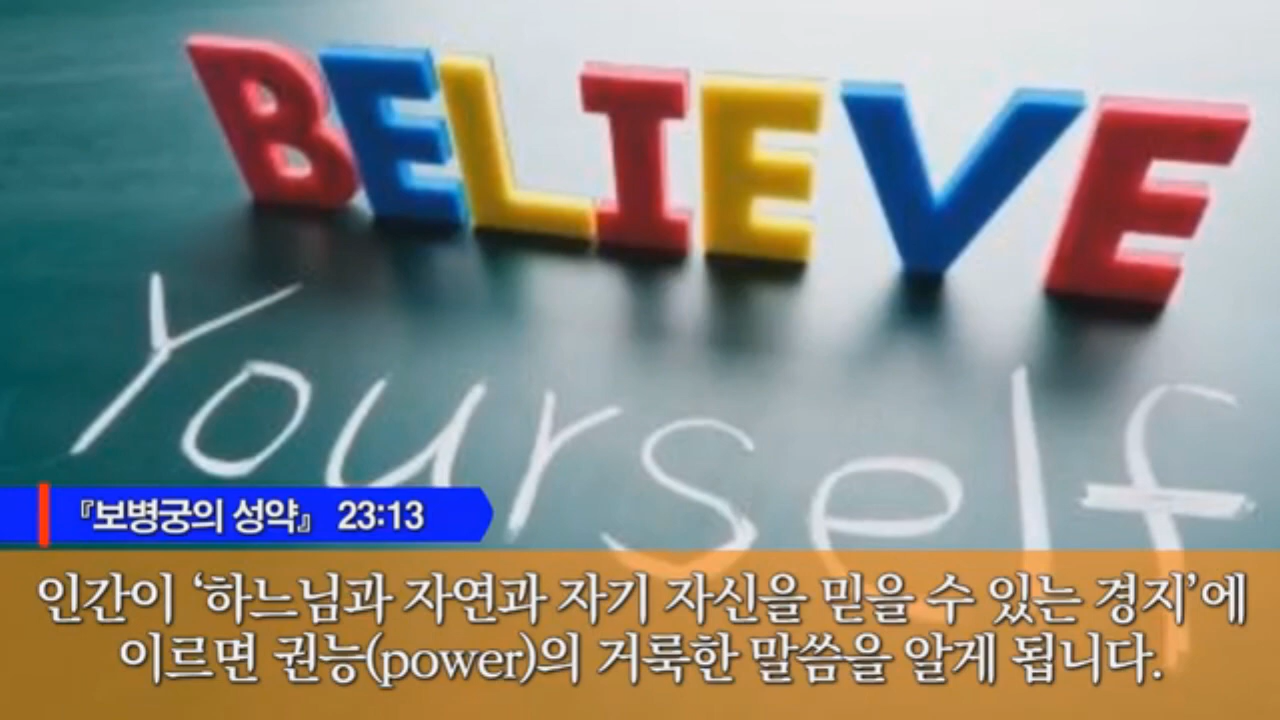 BELIEVE
Yourself
『보병궁의 성약』 23:13
인간이 ‘하느님과 자연과 자기 자신을 믿을 수 있는 경지’에
이르면 권능(power)의 거룩한 말씀을 알게 됩니다.